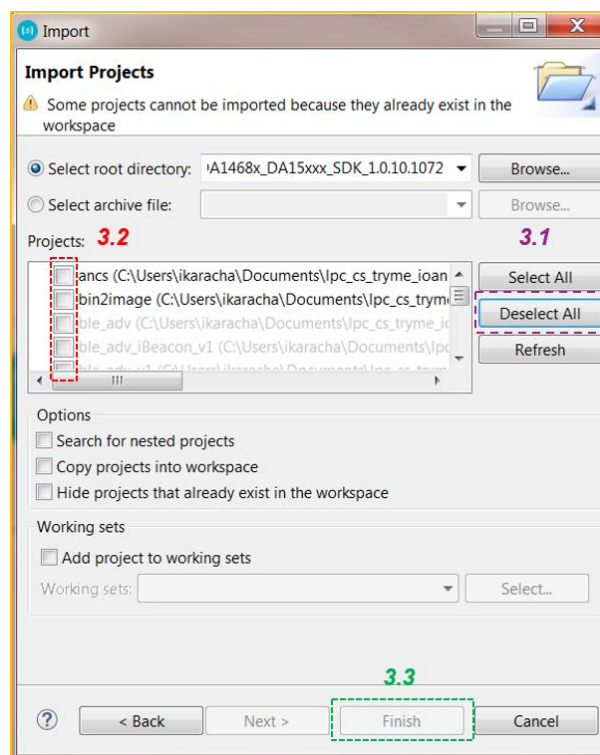 Import
Import Projects
Some projects cannot be imported because they already exist in the
workspace
Select root directory: A1468x_DA15xxx_SDK_1.0.10.1072 Browse...
Select archive file: Browse...
Projects: 3.2 3.1
ancs (C:\Users\ikaracha\Documents\lpc_cs_tryme_ioan Select All
bin2image (C:\Users\ikaracha\Documents\lpc_cs_tryme
Deselect All
ble_adv (C:\Users\ikaracha\Documents\lpc_cs_tryme_io
ble_adv_iBeacon_v1 (C:\Users\ikaracha\Documents\lpc Refresh
Options
Search for nested projects
Copy projects into workspace
Hide projects that already exist in the workspace
Working sets
Add project to working sets
Working sets: Select...
3.3
? < Back Next > Finish Cancel